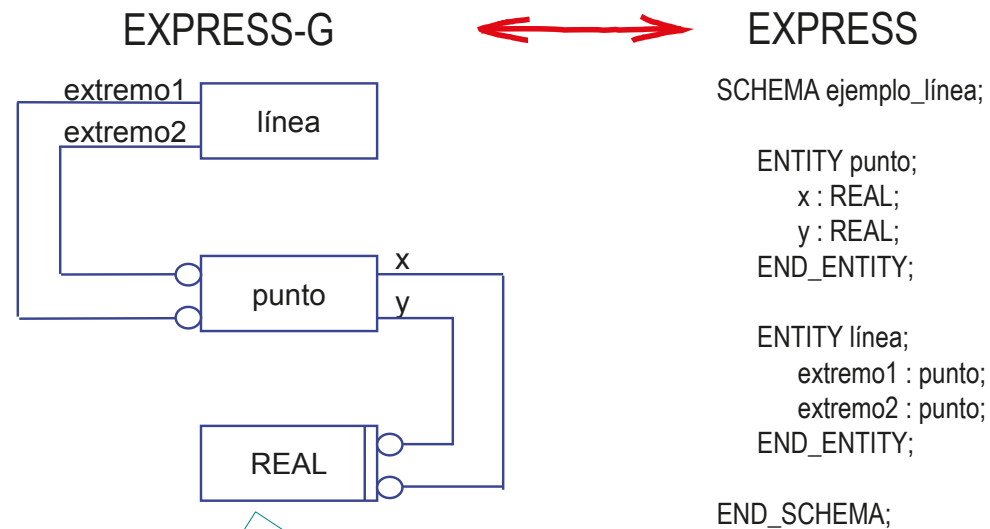 EXPRESS-G
EXPRESS
extremo1
extremo2
línea
x
y
punto
REAL
SCHEMA ejemplo_línea;
ENTITY punto;
x : REAL;
y : REAL;
END_ENTITY;
ENTITY línea;
extremo1 : punto;
extremo2 : punto;
END_ENTITY;
END_SCHEMA;